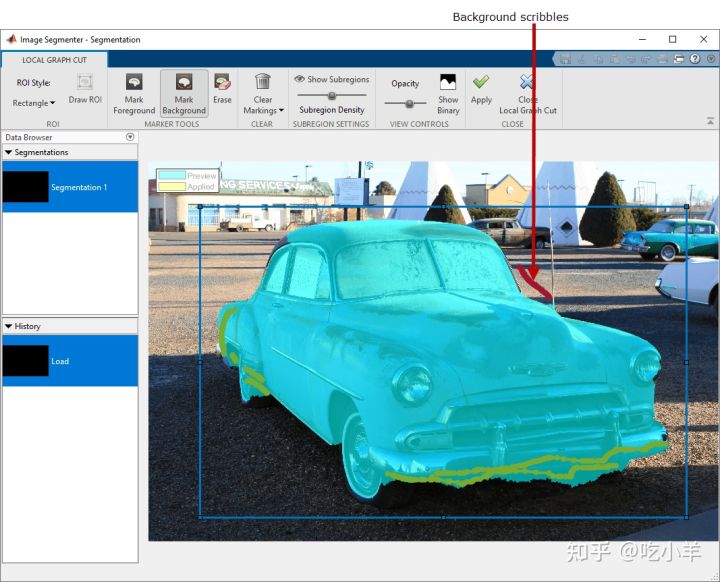 Background scribbles
Image Segmenter - Segmentation
LOCAL GRAPH CUT
ROI Style:
Rectangle
Draw ROI
Mark
Foreground
Mark
Background
Erase
Clear
Markings
Show Subregions
Subregion Density
Opacity
Show
Binary
Apply
Close
Local Graph Cut
ROI
MARKER TOOLS
CLEAR
SUBREGION SETTINGS
VIEW CONTROLS
CLOSE
Data Browser
Segmentations
Segmentation 1
History
Load
Preview
Applied
NG SERVICES
知乎 @吃小羊